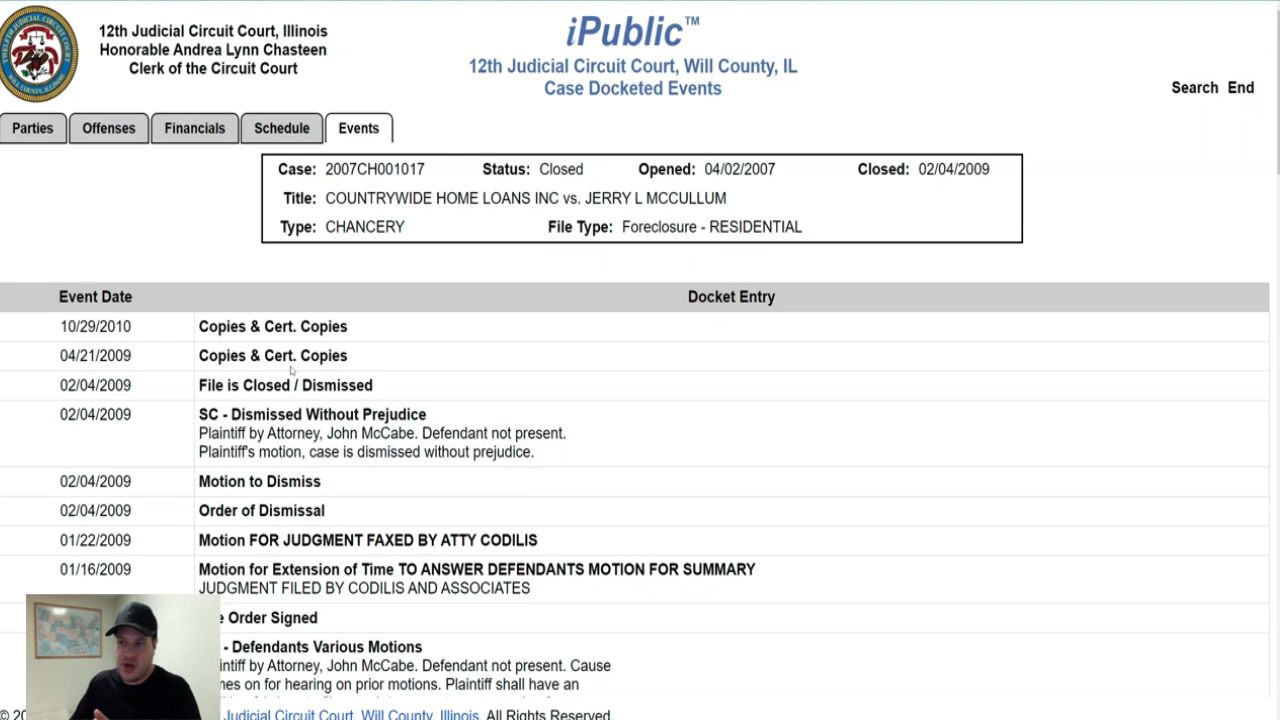 12th Judicial Circuit Court, Illinois
Honorable Andrea Lynn Chasteen
Clerk of the Circuit Court
iPublic™
12th Judicial Circuit Court, Will County, IL
Case Docketed Events
Search End
Parties Offenses Financials Schedule Events
Case: 2007CH001017 Status: Closed Opened: 04/02/2007 Closed: 02/04/2009
Title: COUNTRYWIDE HOME LOANS INC vs. JERRY L MCCULLUM
Type: CHANCERY File Type: Foreclosure - RESIDENTIAL
Event Date Docket Entry
10/29/2010 Copies & Cert. Copies
04/21/2009 Copies & Cert. Copies
02/04/2009 File is Closed / Dismissed
02/04/2009 SC - Dismissed Without Prejudice
Plaintiff by Attorney, John McCabe. Defendant not present.
Plaintiff's motion, case is dismissed without prejudice.
02/04/2009 Motion to Dismiss
02/04/2009 Order of Dismissal
01/22/2009 Motion FOR JUDGMENT FAXED BY ATTY CODILIS
01/16/2009 Motion for Extension of Time TO ANSWER DEFENDANTS MOTION FOR SUMMARY
JUDGMENT FILED BY CODILIS AND ASSOCIATES
e Order Signed
- Defendants Various Motions
intiff by Attorney, John McCabe. Defendant not present. Cause
nes on for hearing on prior motions. Plaintiff shall have an
© 20 Judicial Circuit Court, Will County, Illinois. All Rights Reserved.